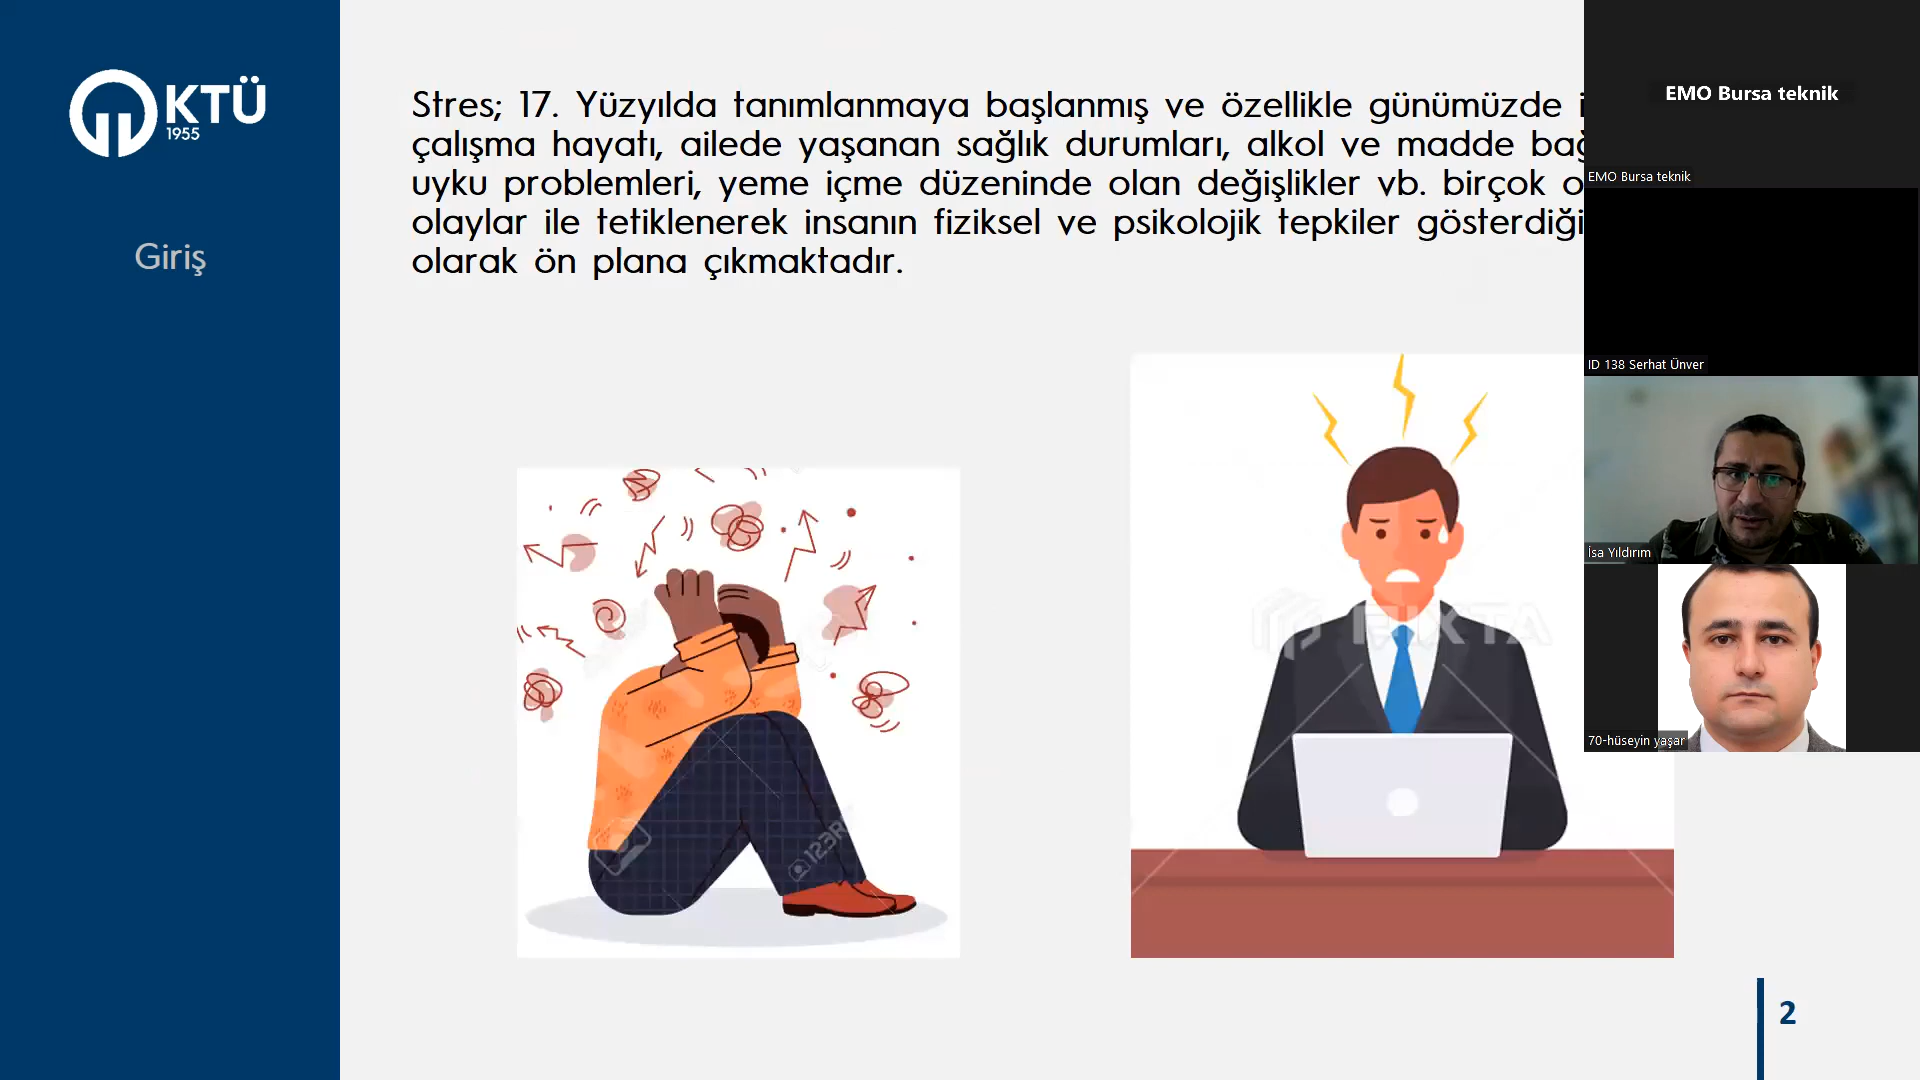 KTÜ
1955
Giriş
Stres; 17. Yüzyılda tanımlanmaya başlanmış ve özellikle günümüzde
çalışma hayatı, ailede yaşanan sağlık durumları, alkol ve madde
uyku problemleri, yeme içme düzeninde olan değişlikler vb. birçok
olaylar ile tetiklenerek insanın fiziksel ve psikolojik tepkiler gösterdiği
olarak ön plana çıkmaktadır.
PIXTA
2
EMO Bursa teknik
EMO Bursa teknik
ID 138 Serhat Ünver
İsa Yıldırım
70-hüseyin yaşar